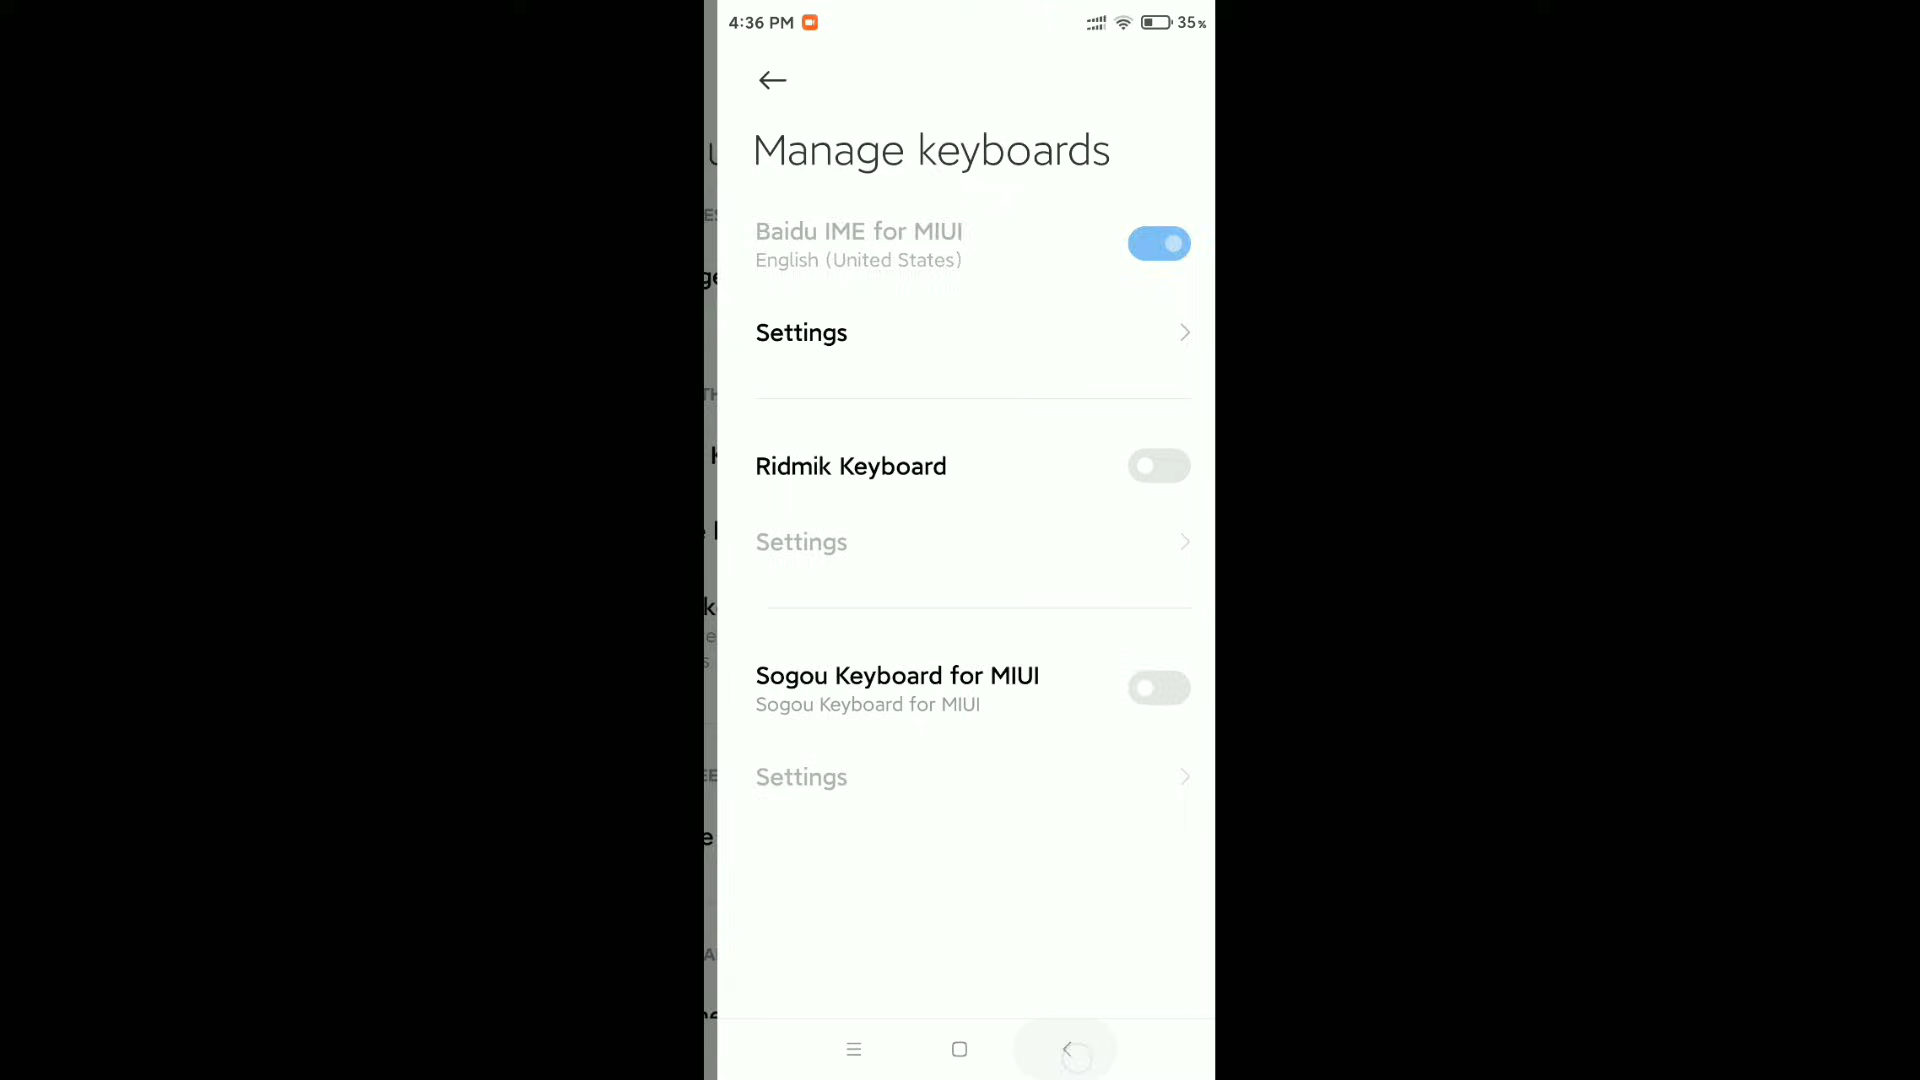 4:36 PM
35%
Manage keyboards
Baidu IME for MIUI
English (United States)
Settings
Ridmik Keyboard
Settings
Sogou Keyboard for MIUI
Sogou Keyboard for MIUI
Settings